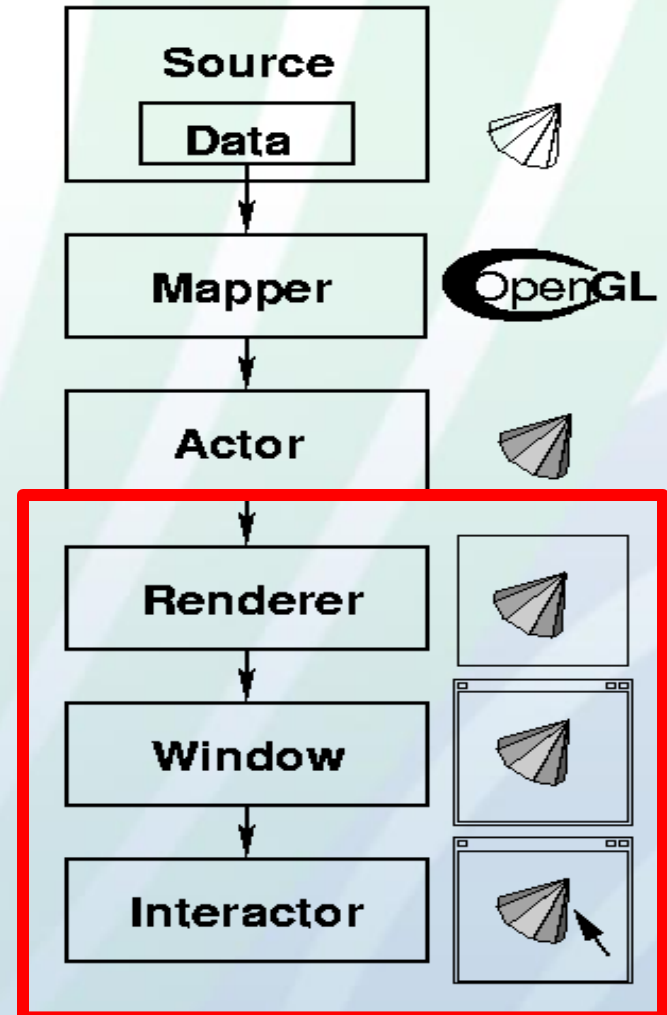 Source
Data
Mapper
OpenGL
Actor
Renderer
Window
Interactor